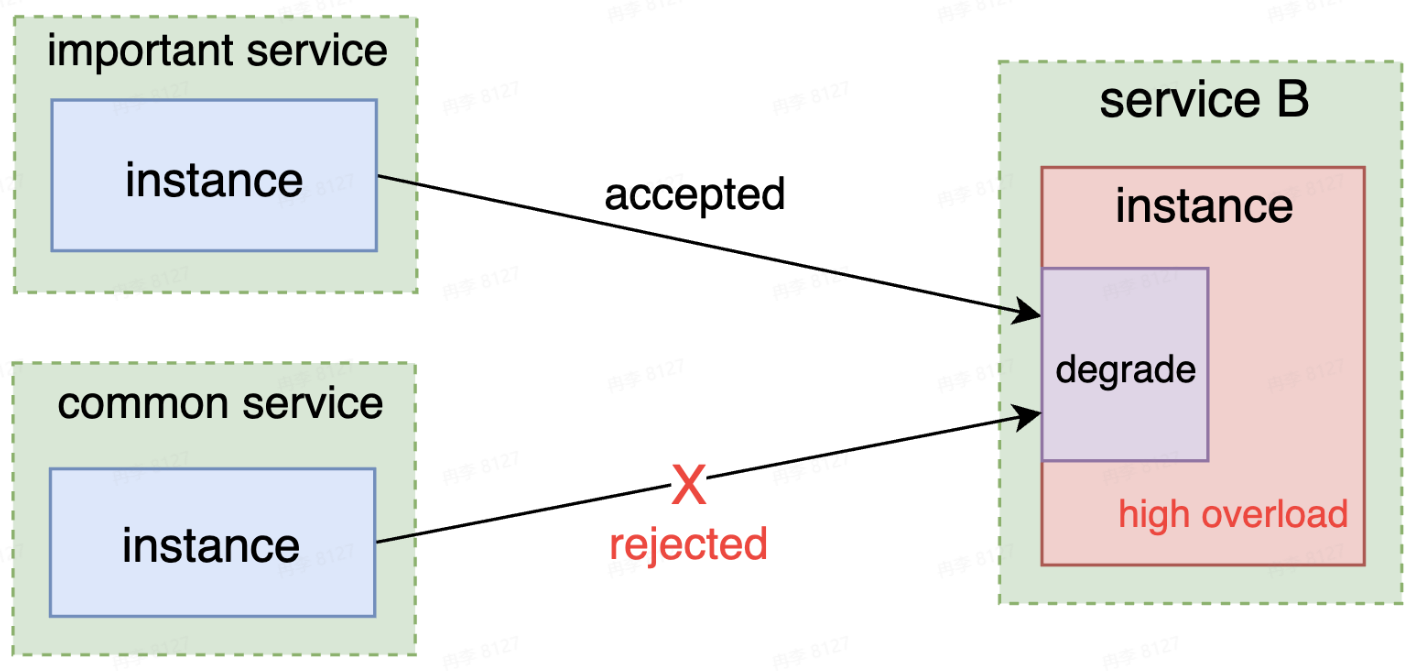 important service
instance
accepted
service B
instance
degrade
high overload
common service
instance
X
rejected
冉李 8127